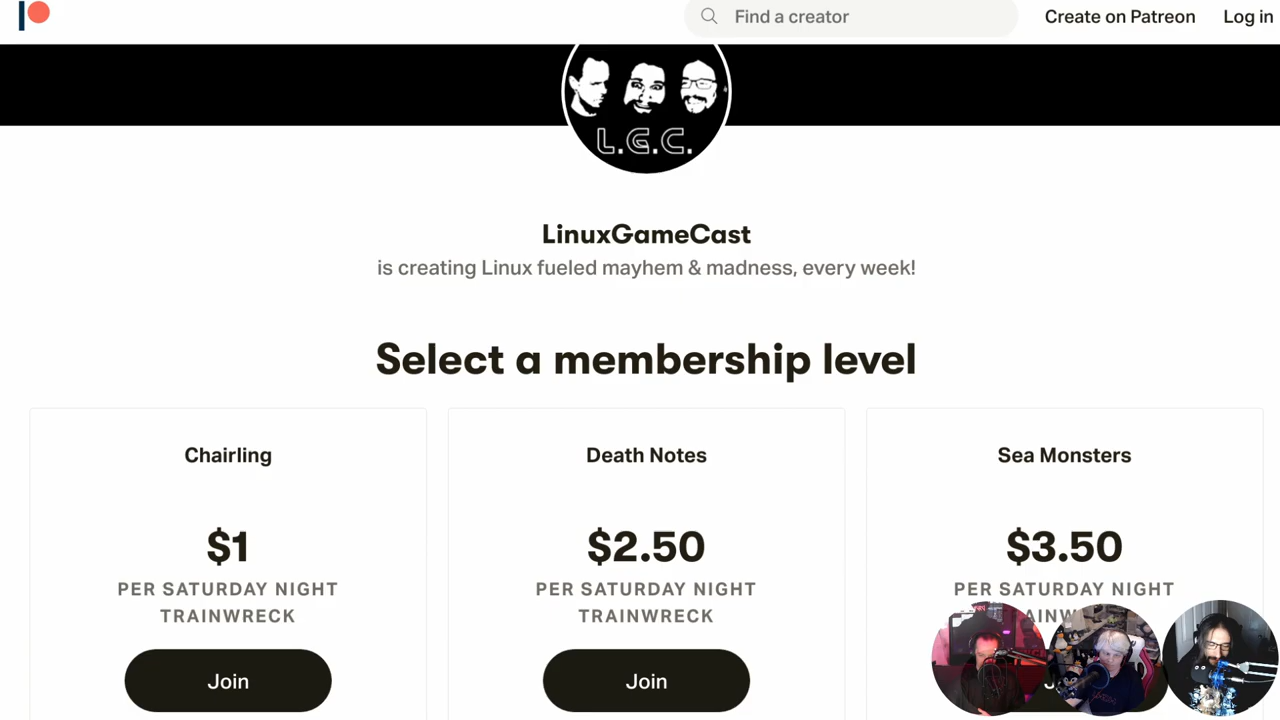 Find a creator
Create on Patreon
Log in
L.G.C.
LinuxGameCast
is creating Linux fueled mayhem & madness, every week!
Select a membership level
Chairling
Death Notes
Sea Monsters
$1
$2.50
$3.50
PER SATURDAY NIGHT
TRAINWRECK
PER SATURDAY NIGHT
TRAINWRECK
PER SATURDAY NIGHT
Join
Join